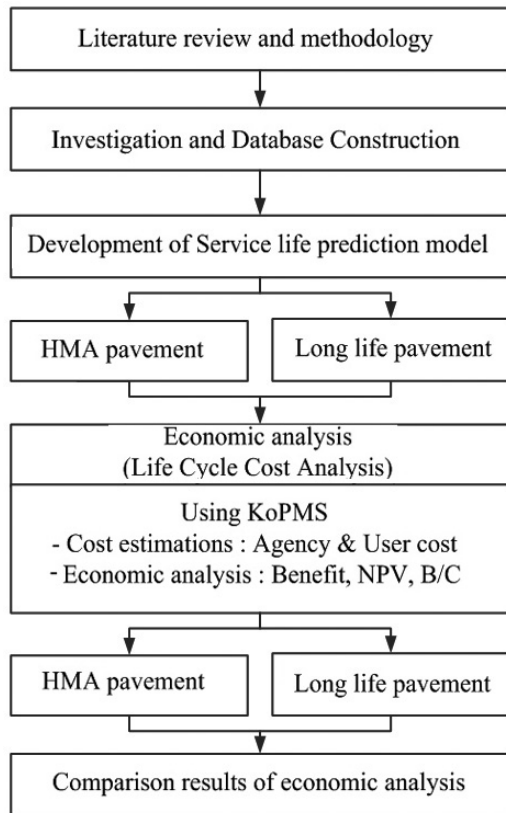 Literature review and methodology
Investigation and Database Construction
Development of Service life prediction model
HMA pavement
Long life pavement
Economic analysis
(Life Cycle Cost Analysis)
Using KoPMS
- Cost estimations : Agency & User cost
- Economic analysis : Benefit, NPV, B/C
HMA pavement
Long life pavement
Comparison results of economic analysis